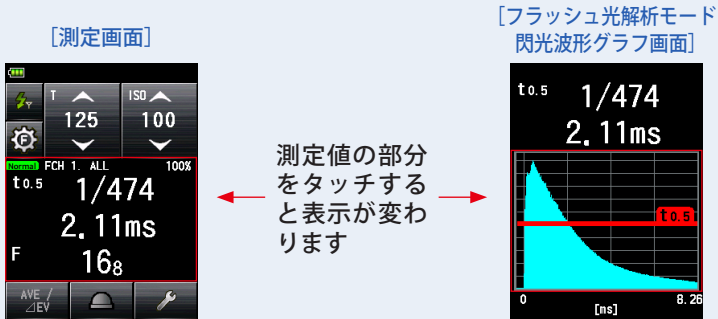 [測定画面]
T
125
ISO
100
F
Normal FCH 1. ALL 100%
t0.5 1/474
2.11ms
F 168
AVE /
⊿EV
測定値の部分
をタッチする
と表示が変わ
ります
[フラッシュ光解析モード
閃光波形グラフ画面]
t0.5 1/474
2.11ms
t0.5
0 8.26
[ms]